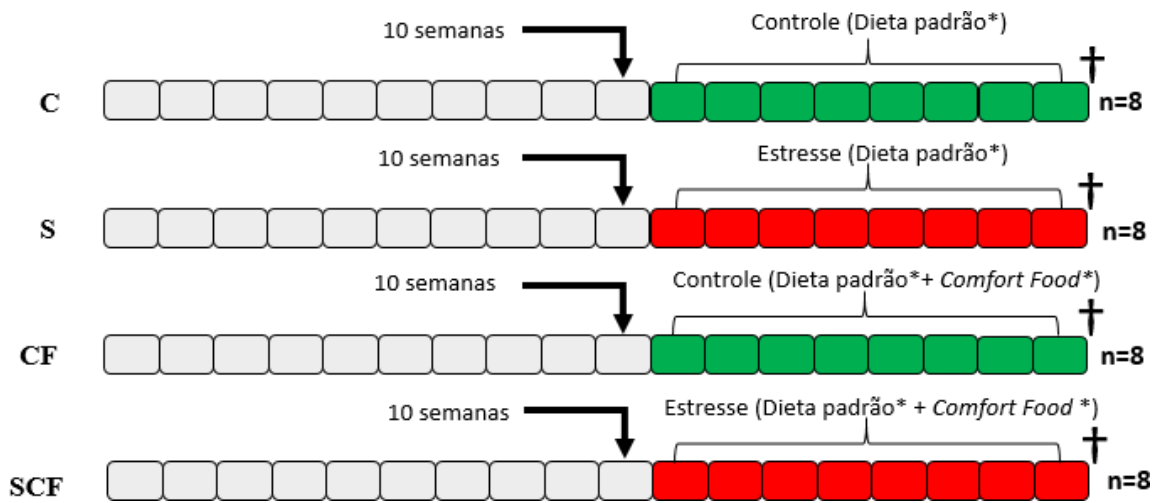 10 semanas
Controle (Dieta padrão*)
†
C
n=8
10 semanas
Estresse (Dieta padrão*)
†
S
n=8
10 semanas
Controle (Dieta padrão*+ Comfort Food*)
†
CF
n=8
10 semanas
Estresse (Dieta padrão* + Comfort Food *)
†
SCF
n=8